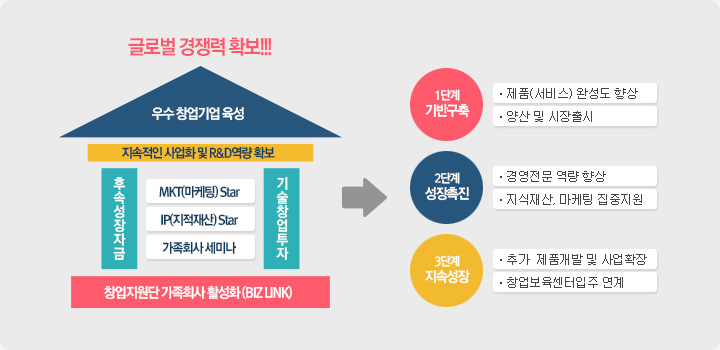 글로벌 경쟁력 확보!!!
우수 창업기업 육성
지속적인 사업화 및 R&D역량 확보
후속성장자금
MKT(마케팅) Star
IP(지적재산) Star
가족회사 세미나
기술창업투자
창업지원단 가족회사 활성화 (BIZ LINK)
1단계
기반구축
· 제품(서비스) 완성도 향상
· 양산 및 시장출시
2단계
성장촉진
· 경영전문 역량 향상
· 지식재산, 마케팅 집중지원
3단계
지속성장
· 추가 제품개발 및 사업확장
· 창업보육센터입주 연계